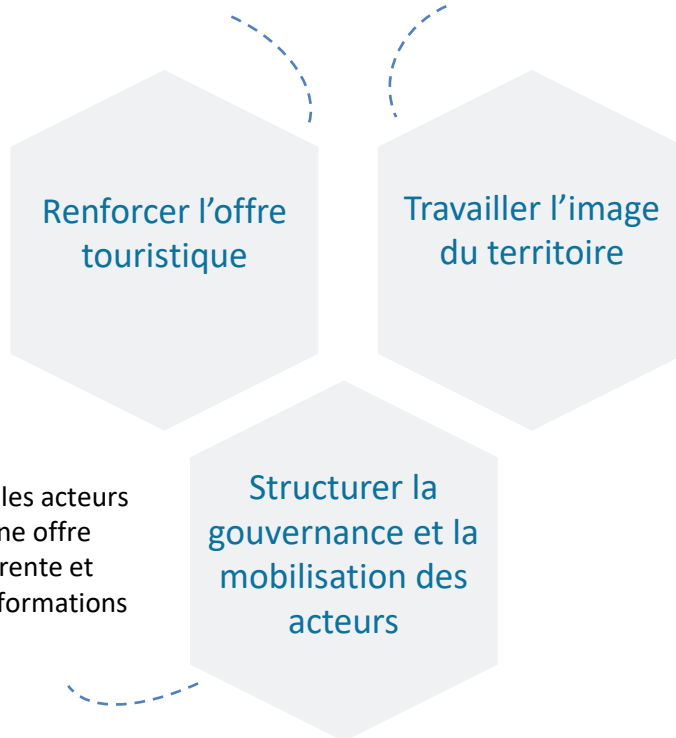 Renforcer l’offre
touristique
Travailler l’image
du territoire
les acteurs
ne offre
rente et
formations
Structurer la
gouvernance et la
mobilisation des
acteurs